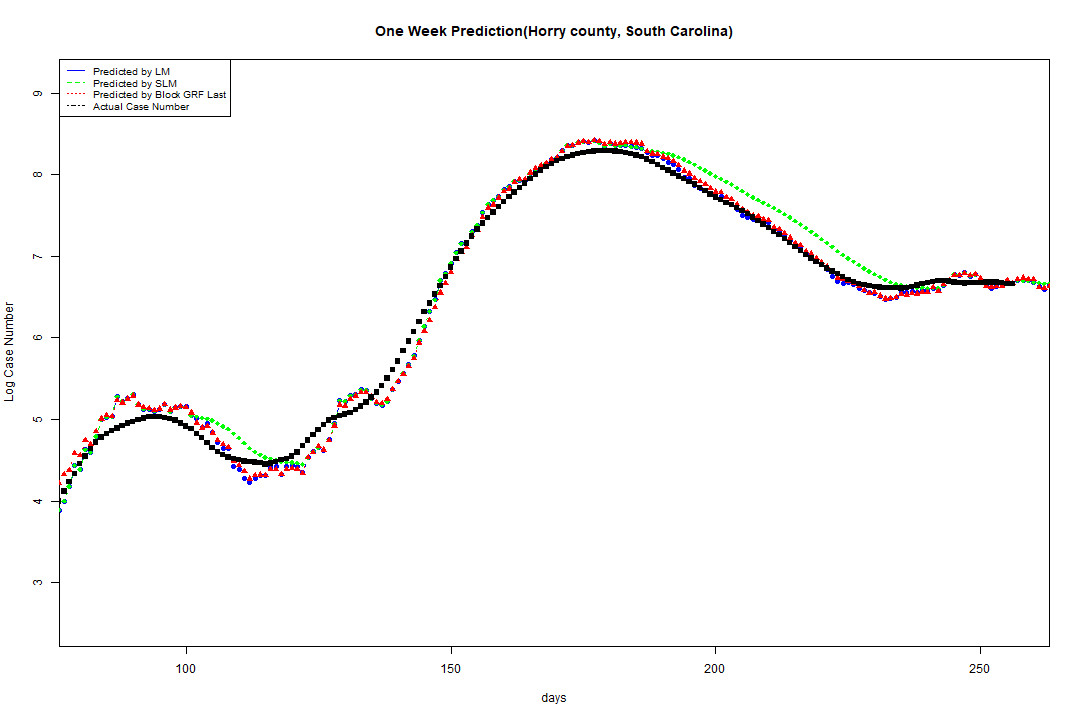 One Week Prediction(Horry county, South Carolina)
Predicted by LM
Predicted by SLM
Predicted by Block GRF Last
Actual Case Number
9
8
7
6
5
4
3
Log Case Number
100
150
200
250
days